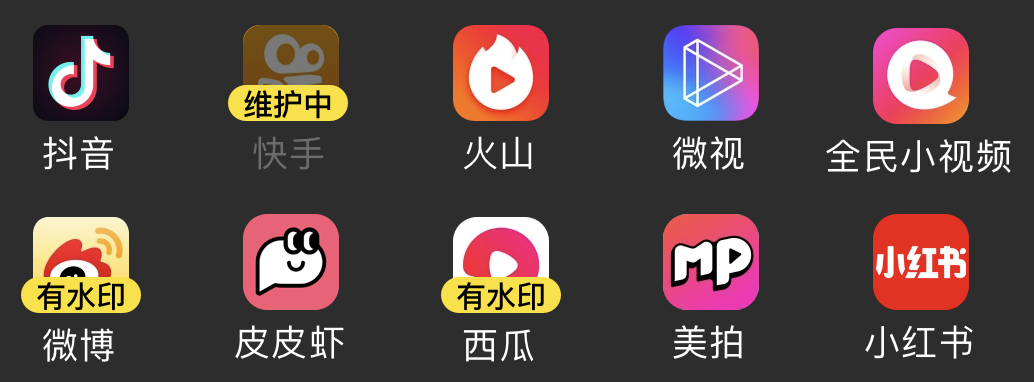 维护中
抖音
快手
火山
微视
全民小视频
MP
小红书
有水印
有水印
微博
皮皮虾
西瓜
美拍
小红书